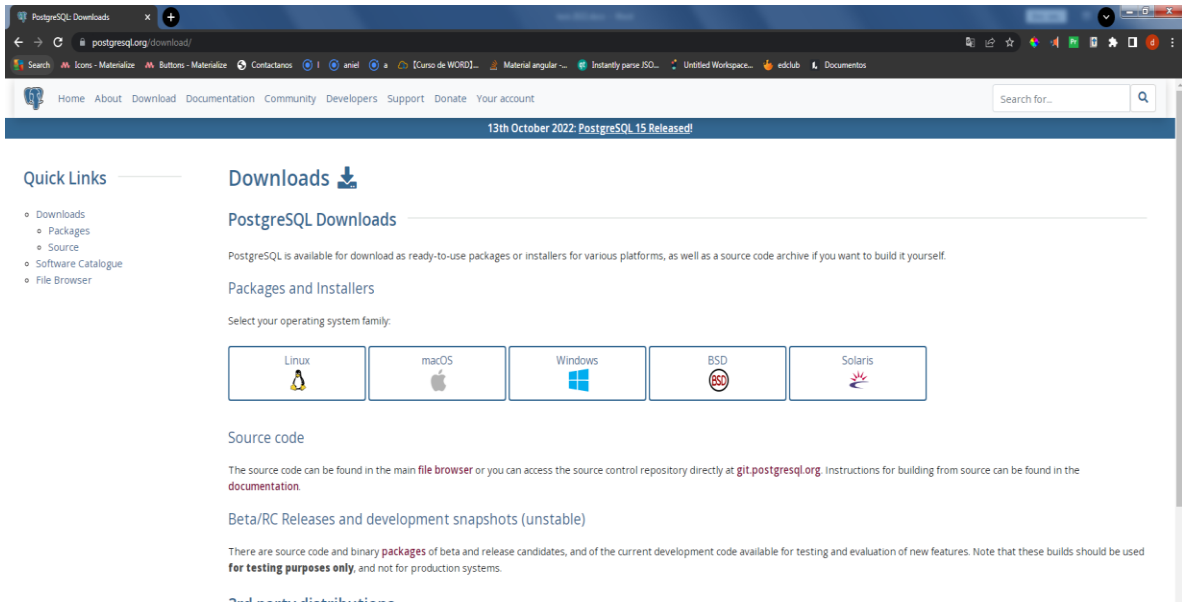 PostgreSQL: Downloads
postgresql.org/download/
Search Icons - Materialize Buttons - Materialize Contactanos I aniel a [Curso de WORD]... Material angular -... Instantly parse JSO... Untitled Workspace... edclub Documentos
Home About Download Documentation Community Developers Support Donate Your account Search for...
13th October 2022: PostgreSQL 15 Released!
Quick Links
Downloads
Packages
Source
Software Catalogue
File Browser
Downloads
PostgreSQL Downloads
PostgreSQL is available for download as ready-to-use packages or installers for various platforms, as well as a source code archive if you want to build it yourself.
Packages and Installers
Select your operating system family:
Linux macOS Windows BSD Solaris
BSD
Source code
The source code can be found in the main file browser or you can access the source control repository directly at git.postgresql.org. Instructions for building from source can be found in the
documentation.
Beta/RC Releases and development snapshots (unstable)
There are source code and binary packages of beta and release candidates, and of the current development code available for testing and evaluation of new features. Note that these builds should be used
for testing purposes only, and not for production systems.
3rd party distributions